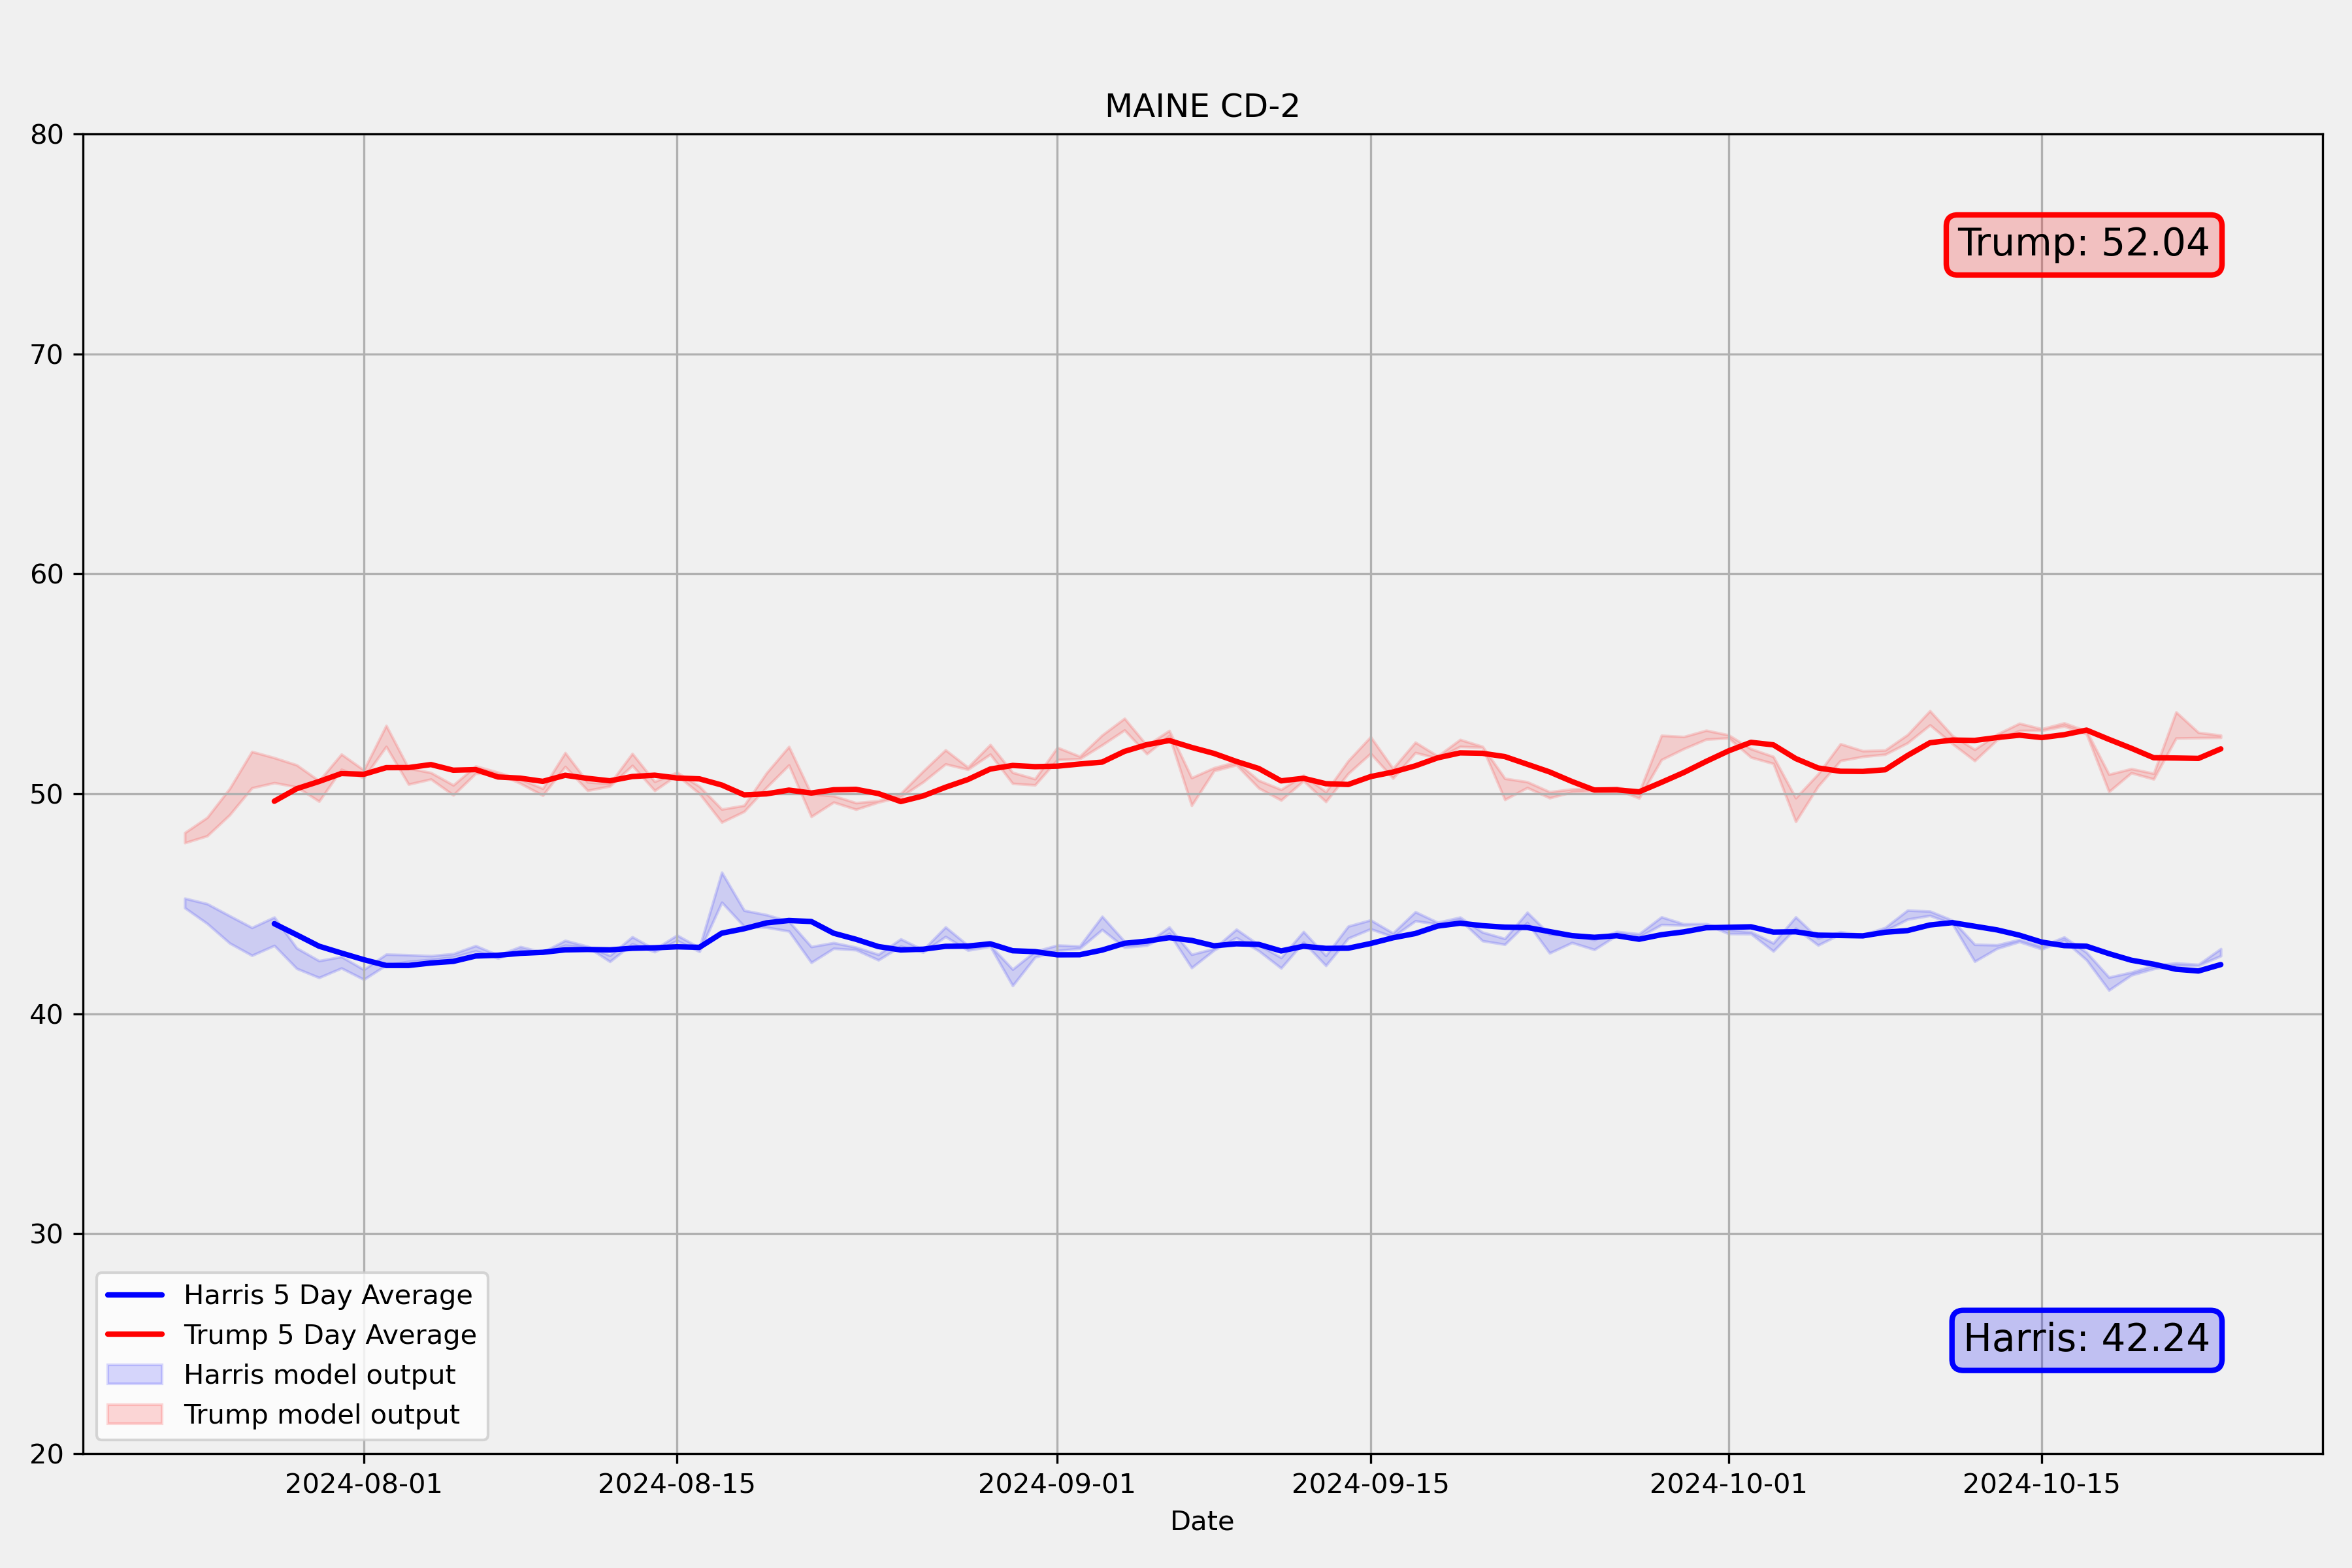 MAINE CD-2
80
70
60
50
40
30
20
Trump: 52.04
Harris: 42.24
Harris 5 Day Average
Trump 5 Day Average
Harris model output
Trump model output
2024-08-01 2024-08-15 2024-09-01 2024-09-15 2024-10-01 2024-10-15
Date